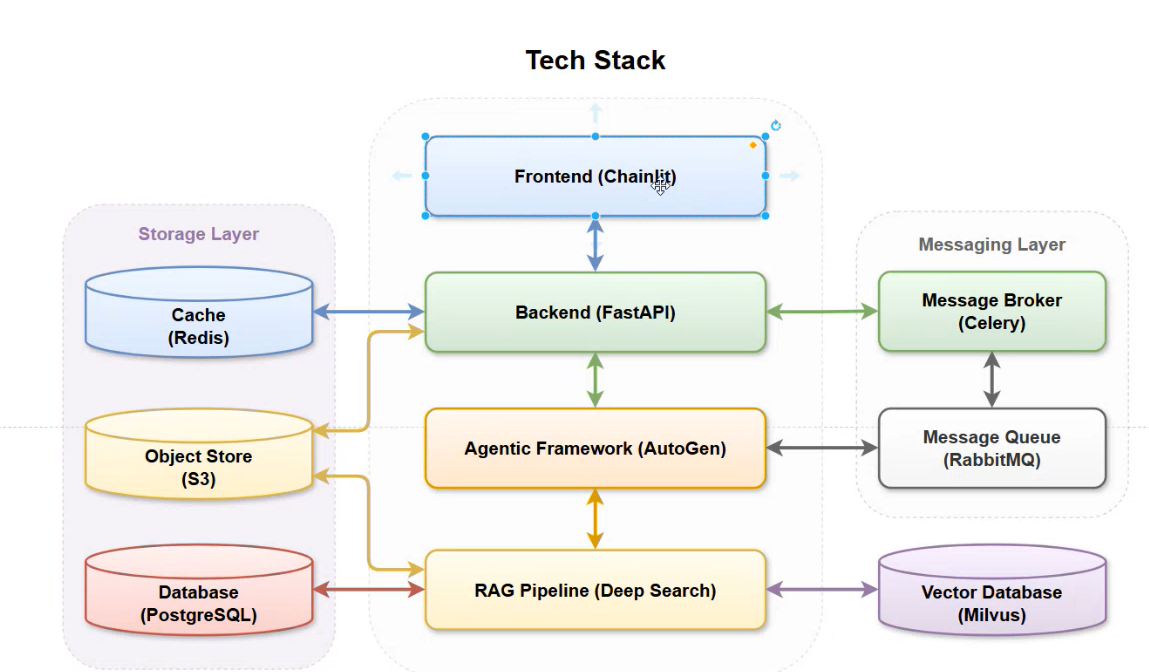 Tech Stack
Frontend (Chainlit)
Storage Layer
Messaging Layer
Cache
(Redis)
Backend (FastAPI)
Message Broker
(Celery)
Object Store
(S3)
Agentic Framework (AutoGen)
Message Queue
(RabbitMQ)
Database
(PostgreSQL)
RAG Pipeline (Deep Search)
Vector Database
(Milvus)